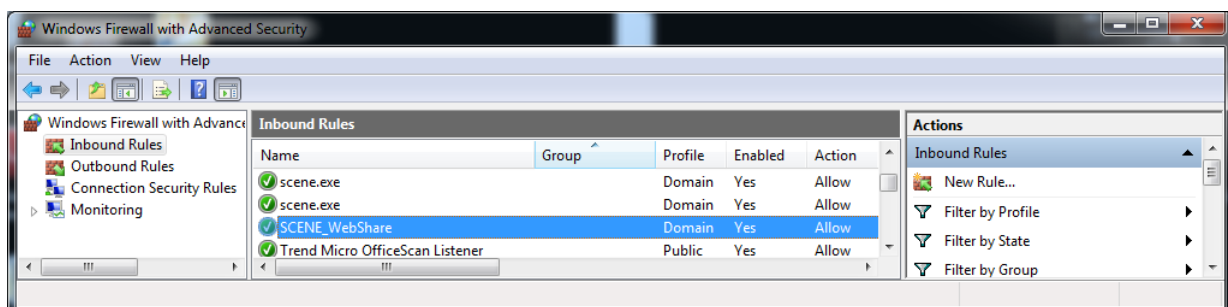 Windows Firewall with Advanced Security
File Action View Help
Windows Firewall with Advance
Inbound Rules
Outbound Rules
Connection Security Rules
Monitoring
Inbound Rules
Name Group Profile Enabled Action
scene.exe Domain Yes Allow
scene.exe Domain Yes Allow
SCENE_WebShare Domain Yes Allow
Trend Micro OfficeScan Listener Public Yes Allow
Actions
Inbound Rules
New Rule...
Filter by Profile
Filter by State
Filter by Group